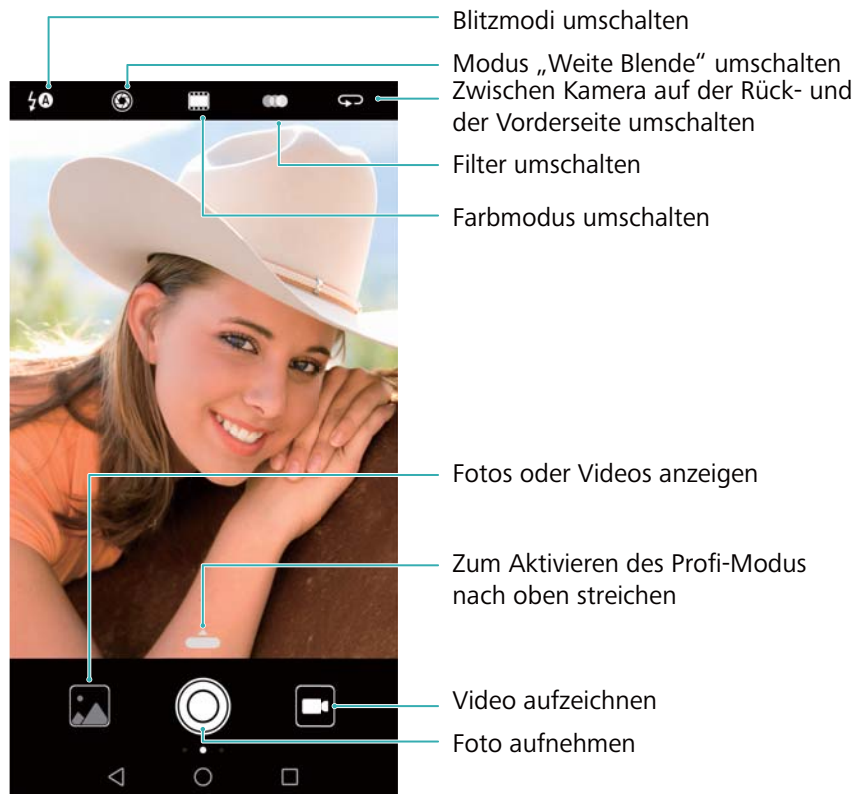 Blitzmodi umschalten
Modus „Weite Blende“ umschalten
Zwischen Kamera auf der Rück- und
der Vorderseite umschalten
Filter umschalten
Farbmodus umschalten
Fotos oder Videos anzeigen
Zum Aktivieren des Profi-Modus
nach oben streichen
Video aufzeichnen
Foto aufnehmen